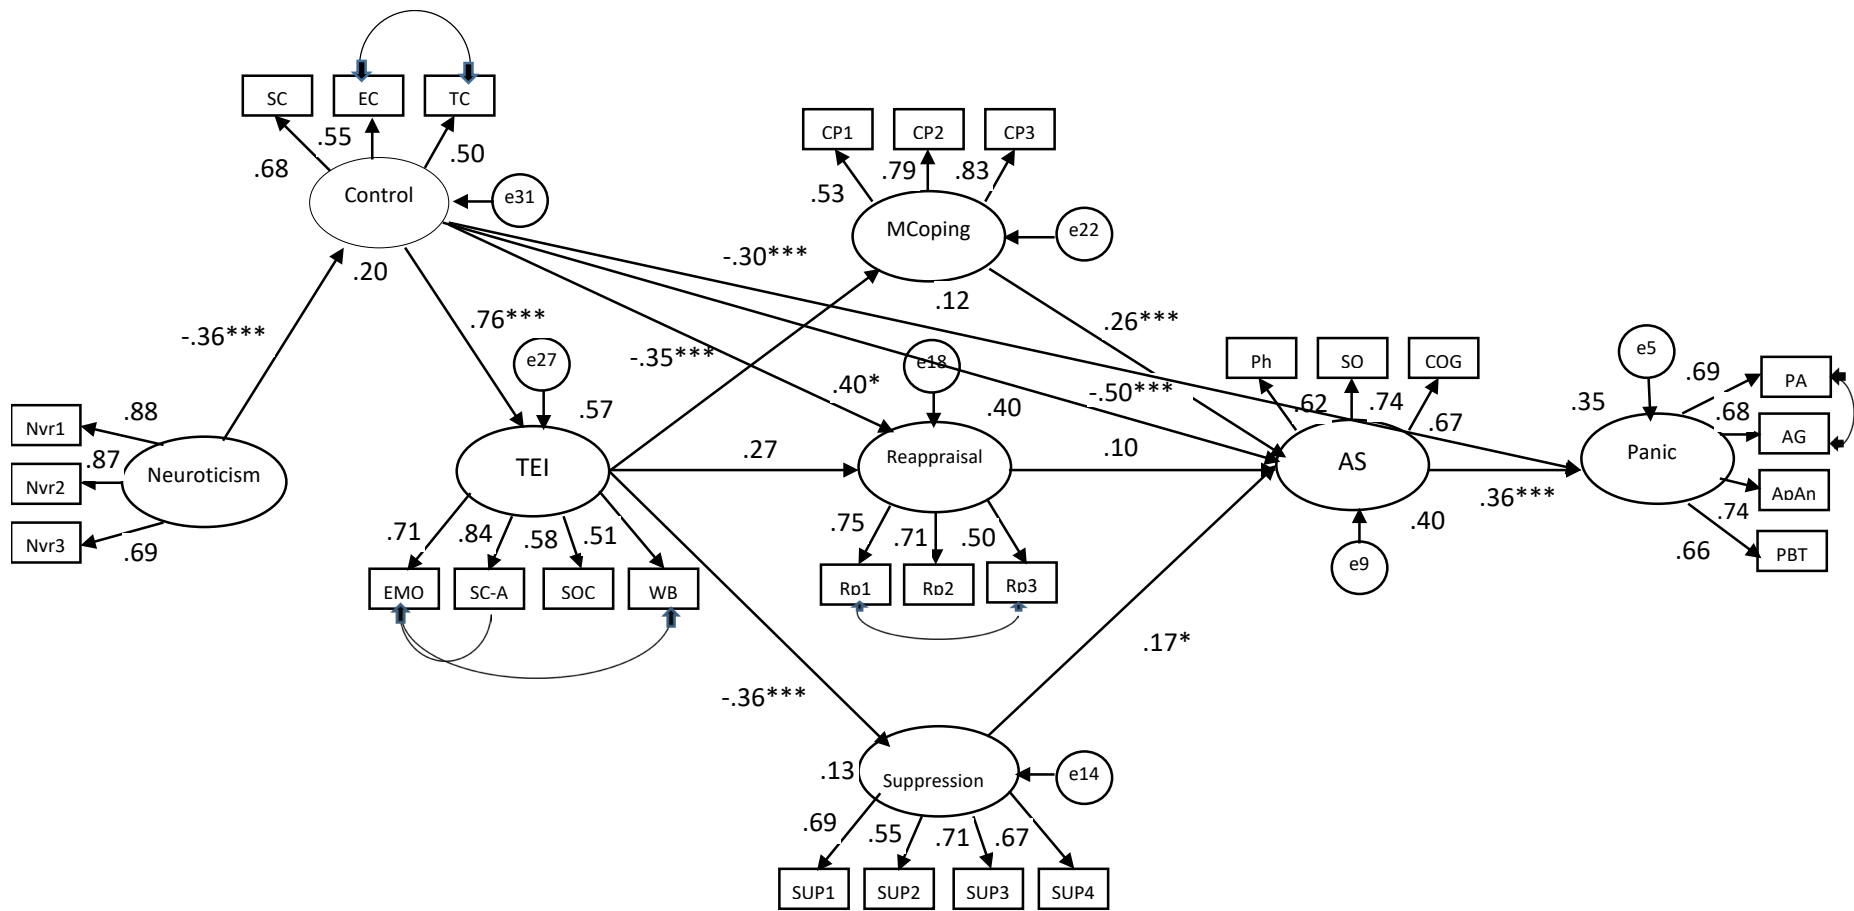 SC
EC
TC
.55
.68
.50
Control
e31
.20
CP1
CP2
CP3
.53
.79
.83
MCoping
e22
.12
-.30***
-.36***
.76***
-.35***
e27
.57
.40*
e18
.40
.26***
-.50***
Nvr1
Nvr2
Nvr3
.88
.87
.69
Neuroticism
TEI
.27
Reappraisal
.10
Ph
SO
COG
.62
.74
.67
AS
.40
e9
.36***
e5
.35
Panic
.69
.68
.74
.66
PA
AG
ApAn
PBT
.71
.84
.58
.51
EMO
SC-A
SOC
WB
.75
.71
.50
Rp1
Rp2
Rp3
-.36***
.17*
.13
Suppression
e14
.69
.55
.71
.67
SUP1
SUP2
SUP3
SUP4